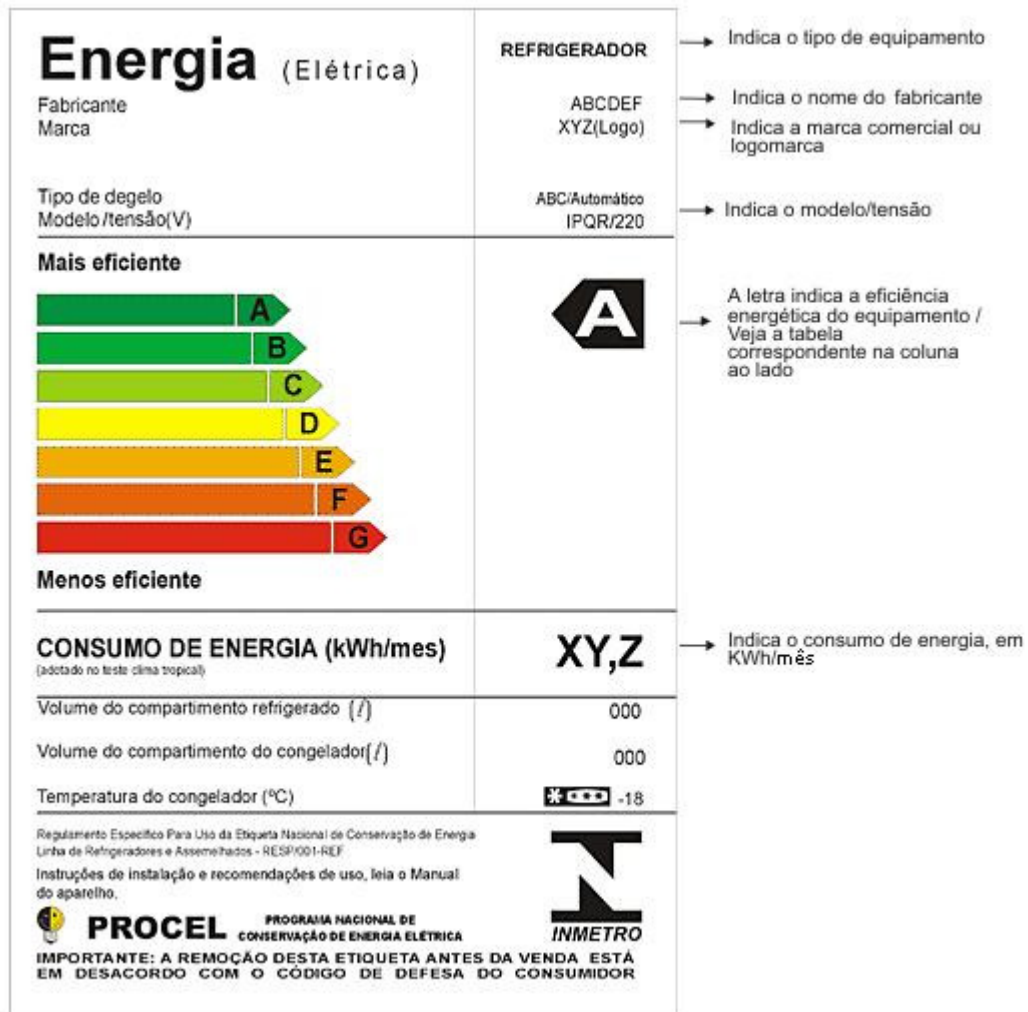 Energia (Elétrica)
REFRIGERADOR
Indica o tipo de equipamento
Fabricante
ABCDEF
Indica o nome do fabricante
Marca
XYZ(Logo)
Indica a marca comercial ou
logomarca
Tipo de degelo
ABC/Automático
Modelo/tensão(V)
IPQR/220
Indica o modelo/tensão
Mais eficiente
A
B
C
D
E
F
G
A
A letra indica a eficiência
energética do equipamento /
Veja a tabela
correspondente na coluna
ao lado
Menos eficiente
CONSUMO DE ENERGIA (kWh/mes)
(adotado no teste clima tropical)
XY,Z
Indica o consumo de energia, em
KWh/mês
Volume do compartimento refrigerado (l)
000
Volume do compartimento do congelador(l)
000
Temperatura do congelador (ºC)
-18
Regulamento Específico Para Uso da Etiqueta Nacional de Conservação de Energia
Linha de Refrigeradores e Assemelhados - RESP/001-REF
Instruções de instalação e recomendações de uso, leia o Manual
do aparelho.
PROCEL
PROGRAMA NACIONAL DE
CONSERVAÇÃO DE ENERGIA ELÉTRICA
INMETRO
IMPORTANTE: A REMOÇÃO DESTA ETIQUETA ANTES DA VENDA ESTÁ
EM DESACORDO COM O CÓDIGO DE DEFESA DO CONSUMIDOR